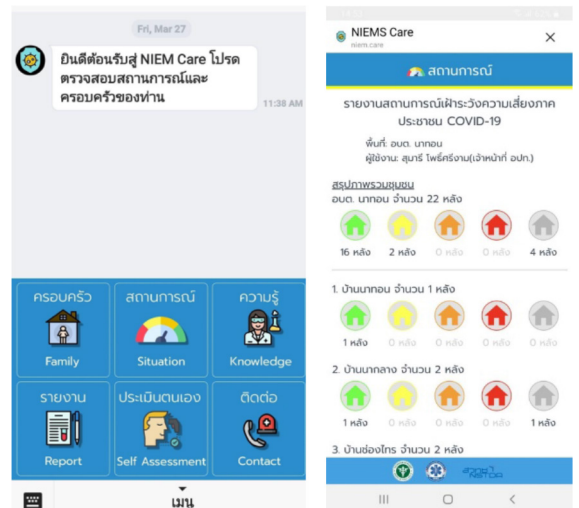 Fri, Mar 27
ยินดีต้อนรับสู่ NIEM Care โปรด
ตรวจสอบสถานการณ์และ
ครอบครัวของท่าน
11:38 AM
ครอบครัว
Family
สถานการณ์
Situation
ความรู้
Knowledge
รายงาน
Report
ประเมินตนเอง
Self Assessment
ติดต่อ
Contact
เมนู
NIEMS Care
niem.care
สถานการณ์
รายงานสถานการณ์เฝ้าระวังความเสี่ยงภาค
ประชาชน COVID-19
พื้นที่: อบต. นาทอน
ผู้ใช้งาน: สุมารี โพธิ์ศรีงาม(เจ้าหน้าที่ อปท.)
สรุปภาพรวมชุมชน
อบต. นาทอน จำนวน 22 หลัง
16 หลัง 2 หลัง 0 หลัง 0 หลัง 4 หลัง
1. บ้านนาทอน จำนวน 1 หลัง
1 หลัง 0 หลัง 0 หลัง 0 หลัง 0 หลัง
2. บ้านนากลาง จำนวน 2 หลัง
1 หลัง 0 หลัง 0 หลัง 0 หลัง 1 หลัง
3. บ้านช่องไทร จำนวน 2 หลัง